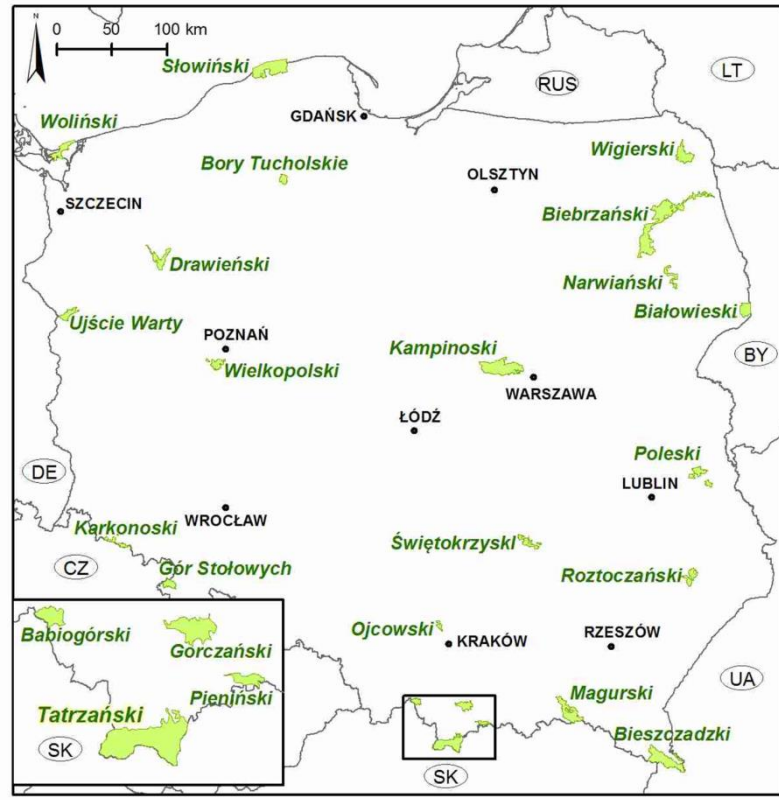 N
0 50 100 km
Słowiński
RUS
LT
GDAŃSK
Woliński
Wigierski
Bory Tucholskie
OLSZTYN
SZCZECIN
Biebrzański
Drawieński
Narwiański
Białowieski
Ujście Warty
POZNAŃ
Kampinoski
BY
Wielkopolski
WARSZAWA
ŁÓDŹ
Poleski
DE
LUBLIN
WROCŁAW
Karkonoski
Świętokrzyskl
CZ
Gór Stołowych
Roztoczański
Ojcowski
KRAKÓW
RZESZÓW
Babiogórski
Gorczański
UA
Pieniński
Magurski
Tatrzański
Bieszczadzki
SK
SK